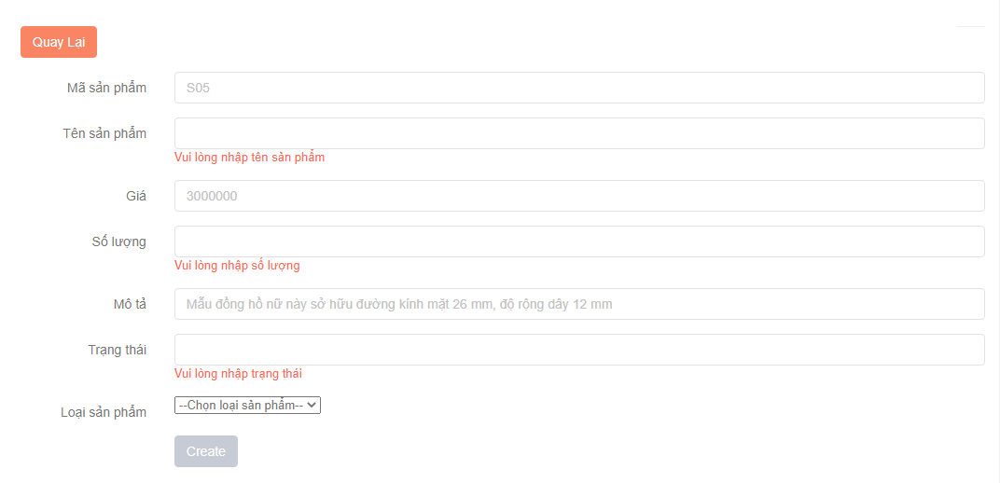 Quay Lại
Mã sản phẩm
S05
Tên sản phẩm
Vui lòng nhập tên sản phẩm
Giá
3000000
Số lượng
Vui lòng nhập số lượng
Mô tả
Mẫu đồng hồ nữ này sở hữu đường kính mặt 26 mm, độ rộng dây 12 mm
Trạng thái
Vui lòng nhập trạng thái
Loại sản phẩm
--Chọn loại sản phẩm--
Create